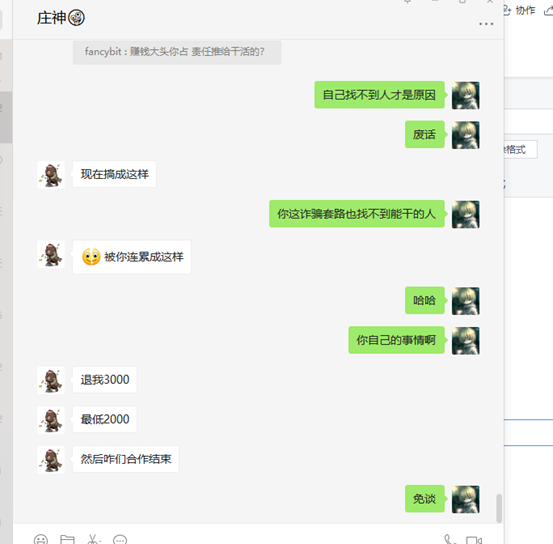 庄神
协作
fancybit：赚钱大头你占 责任推给干活的?
自己找不到人才是原因
废话
格式
现在搞成这样
你这诈骗套路也找不到能干的人
被你连累成这样
哈哈
你自己的事情啊
退我3000
最低2000
然后咋们合作结束
免谈